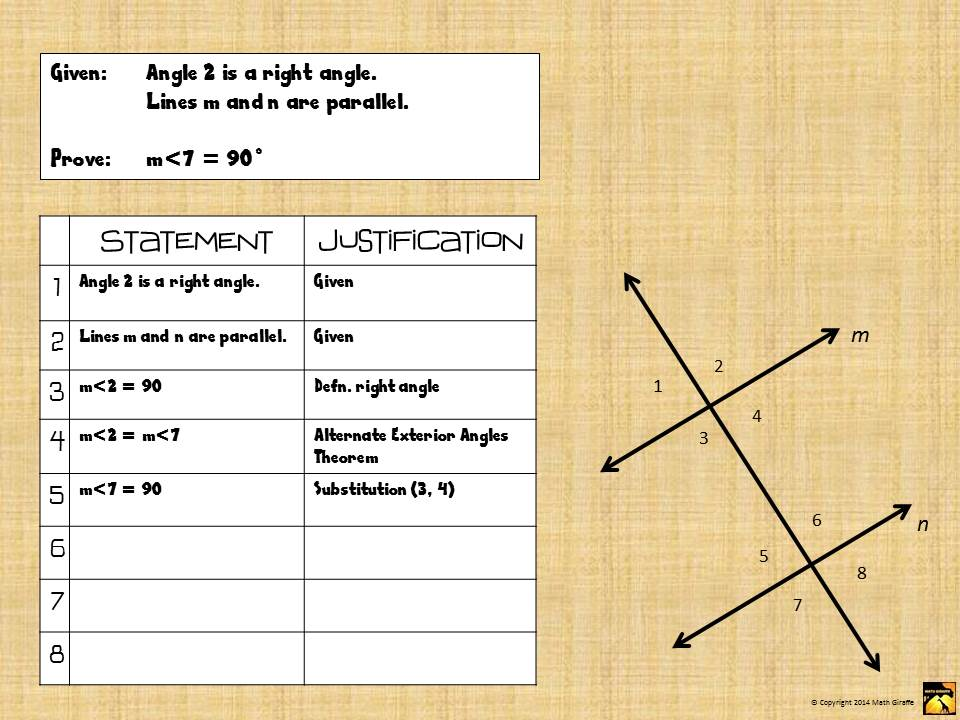 Given: Angle 2 is a right angle.
Lines m and n are parallel.
Prove: m<7 = 90°
STATEMENT JUSTIFICATION
1 Angle 2 is a right angle. Given
2 Lines m and n are parallel. Given
3 m<2 = 90 Defn. right angle
4 m<2 = m<7 Alternate Exterior Angles
Theorem
5 m<7 = 90 Substitution (3, 4)
6
7
8
m
2
1
4
3
n
6
5
8
7
© Copyright 2014 Math Giraffe
MATH GIRAFFE